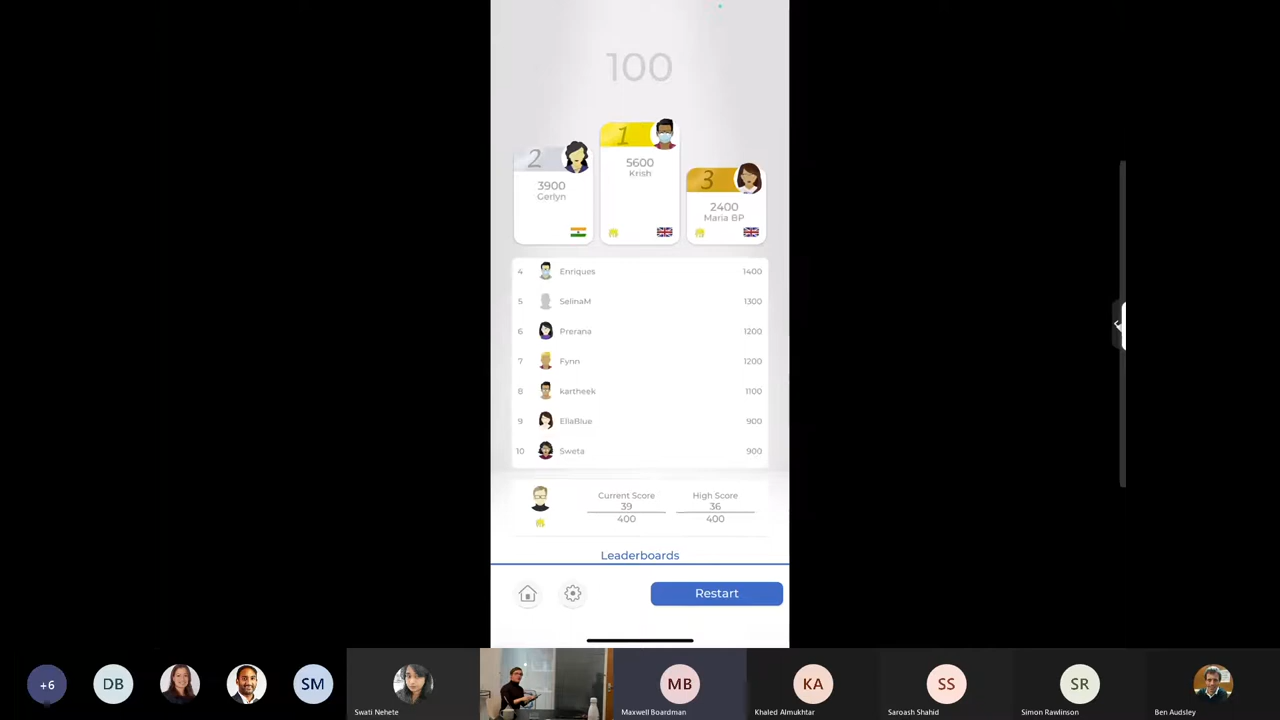 100
1
5600
Krish
2
3900
Gerlyn
3
2400
Maria BP
4 Enriques 1400
5 SelinaM 1300
6 Prerana 1200
7 Fynn 1200
8 kartheek 1100
9 EllaBlue 900
10 Sweta 900
Current Score High Score
39 36
400 400
Leaderboards
Restart
+6 DB SM MB KA SS SR
Swati Nehete Maxwell Boardman Khaled Almukhtar Saroash Shahid Simon Rawlinson Ben Audsley